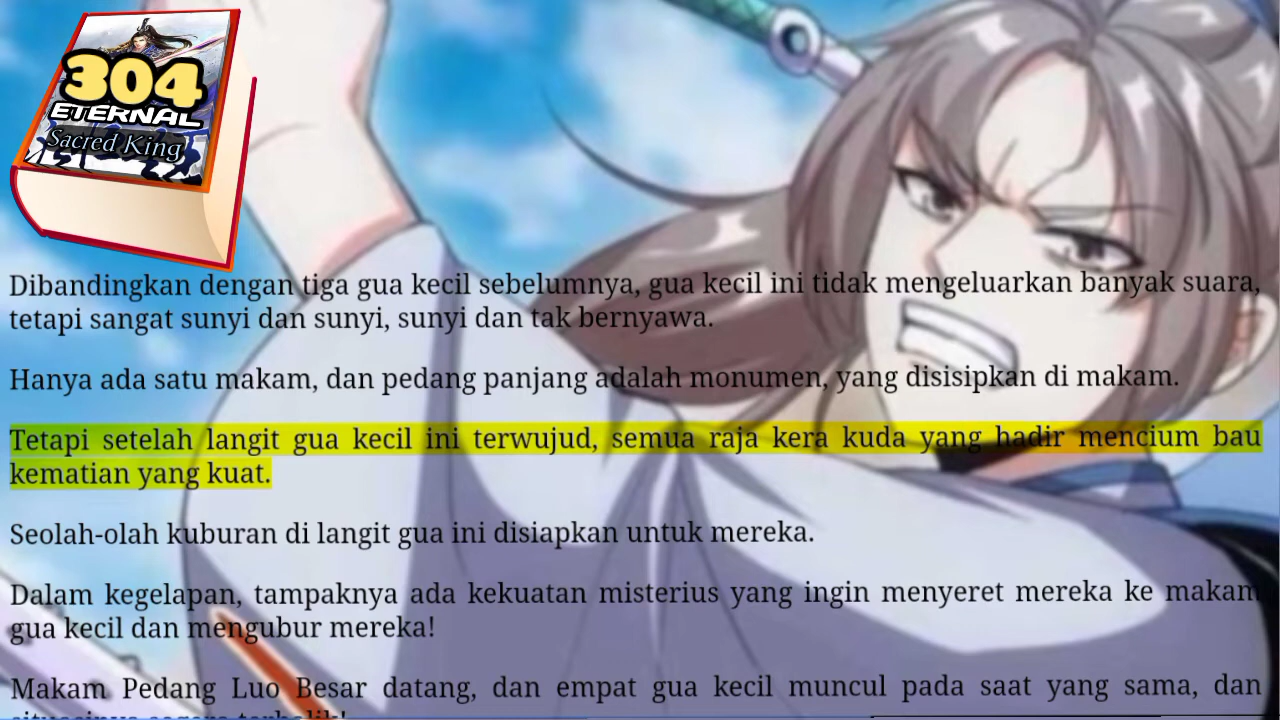 304
ETERNAL
Sacred King
Dibandingkan dengan tiga gua kecil sebelumnya, gua kecil ini tidak mengeluarkan banyak suara,
tetapi sangat sunyi dan sunyi, sunyi dan tak bernyawa.
Hanya ada satu makam, dan pedang panjang adalah monumen, yang disisipkan di makam.
Tetapi setelah langit gua kecil ini terwujud, semua raja kera kuda yang hadir mencium bau
kematian yang kuat.
Seolah-olah kuburan di langit gua ini disiapkan untuk mereka.
Dalam kegelapan, tampaknya ada kekuatan misterius yang ingin menyeret mereka ke makam
gua kecil dan mengubur mereka!
Makam Pedang Luo Besar datang, dan empat gua kecil muncul pada saat yang sama, dan